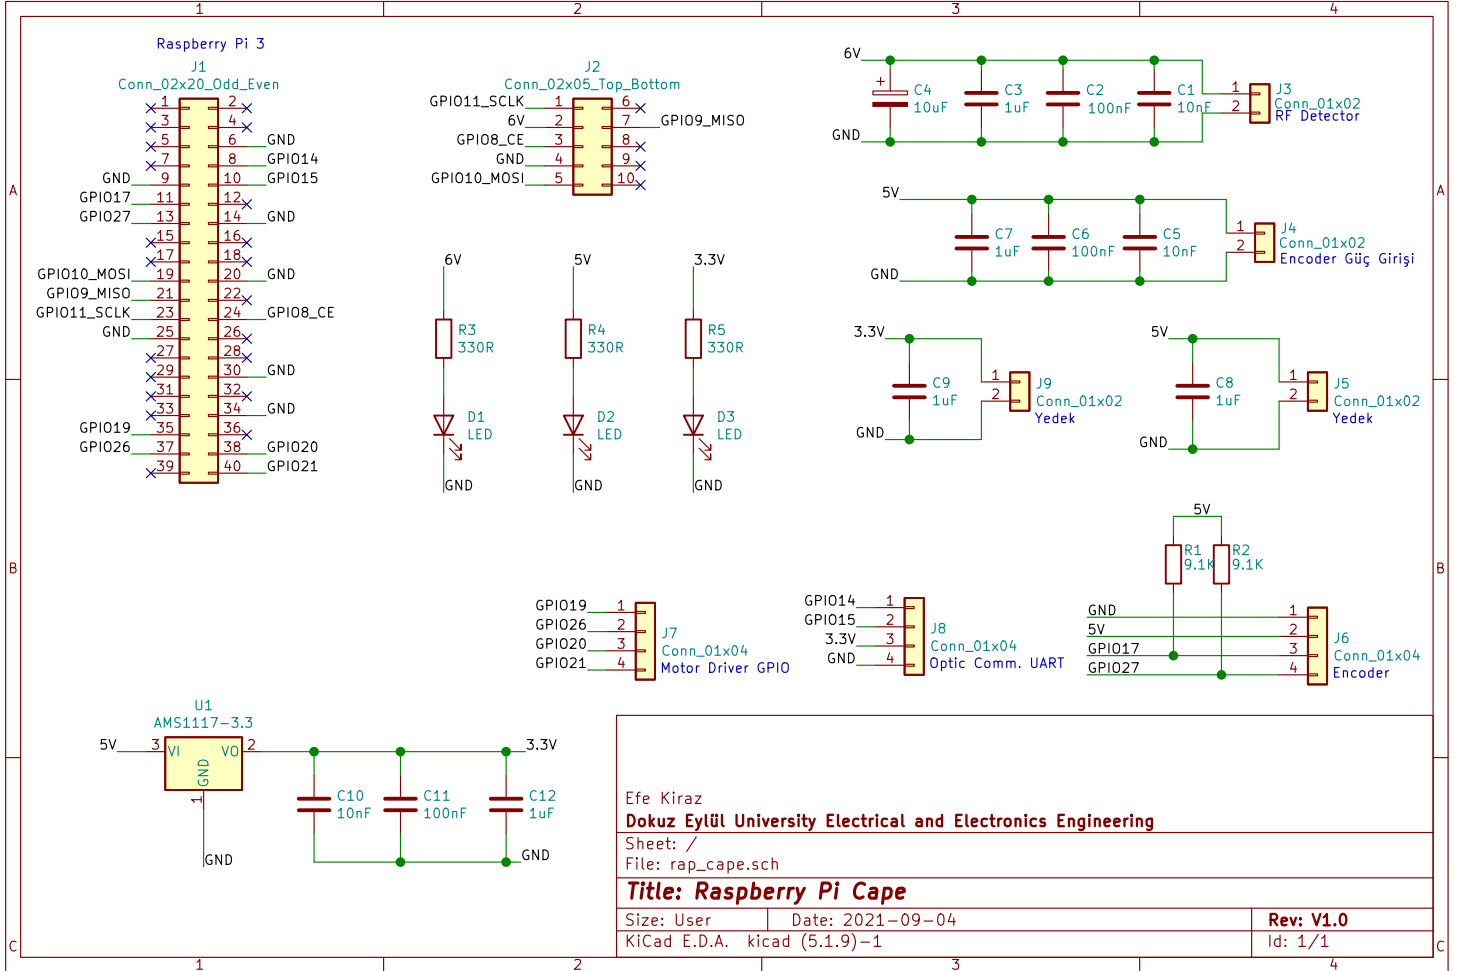 1 2 3 4
Raspberry Pi 3
J1
Conn_02x20_Odd_Even
1 2
3 4
5 6 GND
7 8 GPIO14
GND 9 10 GPIO15
GPIO17 11 12
GPIO27 13 14 GND
15 16
17 18
GPIO10_MOSI 19 20 GND
GPIO9_MISO 21 22
GPIO11_SCLK 23 24 GPIO8_CE
GND 25 26
27 28
29 30 GND
31 32
33 34 GND
GPIO19 35 36
GPIO26 37 38 GPIO20
39 40 GPIO21
J2
Conn_02x05_Top_Bottom
GPIO11_SCLK 1 6
6V 2 7 GPIO9_MISO
GPIO8_CE 3 8
GND 4 9
GPIO10_MOSI 5 10
6V
+
C4
10uF
C3
1uF
C2
100nF
C1
10nF
GND
1
2
J3
Conn_01x02
RF Detector
A
A
5V
C7
1uF
C6
100nF
C5
10nF
GND
1
2
J4
Conn_01x02
Encoder Güç Girişi
6V 5V 3.3V
R3
330R
R4
330R
R5
330R
D1
LED
D2
LED
D3
LED
GND GND GND
3.3V
C9
1uF
GND
1
2
J9
Conn_01x02
Yedek
5V
C8
1uF
GND
1
2
J5
Conn_01x02
Yedek
B
B
5V
R1
9.1K
R2
9.1K
GND 1
5V 2
GPIO17 3
GPIO27 4
J6
Conn_01x04
Encoder
GPIO19 1
GPIO26 2
GPIO20 3
GPIO21 4
J7
Conn_01x04
Motor Driver GPIO
GPIO14 1
GPIO15 2
3.3V 3
GND 4
J8
Conn_01x04
Optic Comm. UART
U1
AMS1117-3.3
5V 3 VI VO 2 3.3V
GND
1
GND
C10
10nF
C11
100nF
C12
1uF
GND
Efe Kiraz
Dokuz Eylül University Electrical and Electronics Engineering
Sheet: /
File: rap_cape.sch
Title: Raspberry Pi Cape
Size: User Date: 2021-09-04 Rev: V1.0
KiCad E.D.A. kicad (5.1.9)-1 Id: 1/1
C
C
1 2 3 4